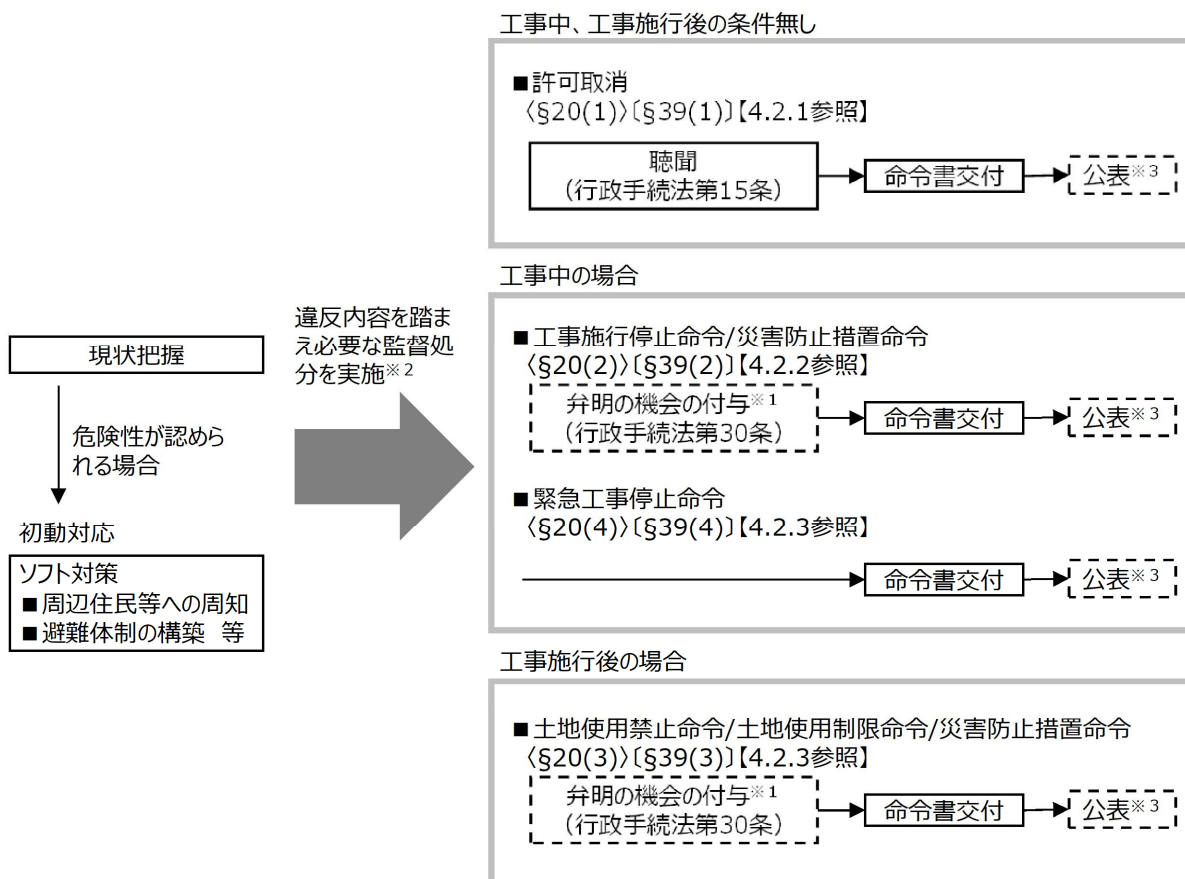 現状把握
危険性が認めら
れる場合
初動対応
ソフト対策
■周辺住民等への周知
■避難体制の構築 等
違反内容を踏ま
え必要な監督処
分を実施※2
工事中、工事施行後の条件無し
■許可取消
〈§20(1)〉〔§39(1)〕【4.2.1参照】
聴聞
（行政手続法第15条）
命令書交付
公表※3
工事中の場合
■工事施行停止命令/災害防止措置命令
〈§20(2)〉〔§39(2)〕【4.2.2参照】
弁明の機会の付与※1
（行政手続法第30条）
命令書交付
公表※3
■緊急工事停止命令
〈§20(4)〉〔§39(4)〕【4.2.3参照】
命令書交付
公表※3
工事施行後の場合
■土地使用禁止命令/土地使用制限命令/災害防止措置命令
〈§20(3)〉〔§39(3)〕【4.2.3参照】
弁明の機会の付与※1
（行政手続法第30条）
命令書交付
公表※3